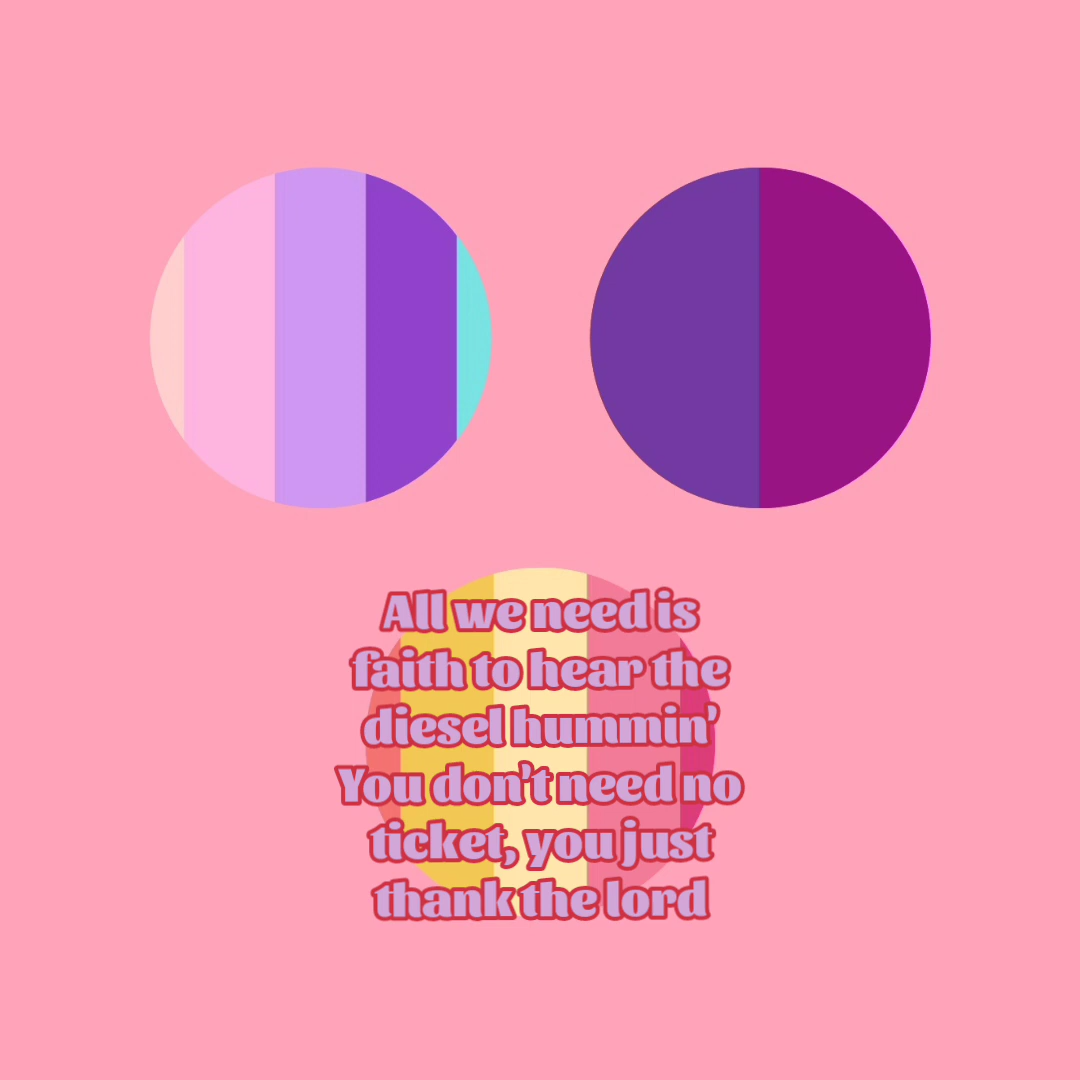 All we need is
faith to hear the
diesel hummin'
You don't need no
ticket, you just
thank the lord